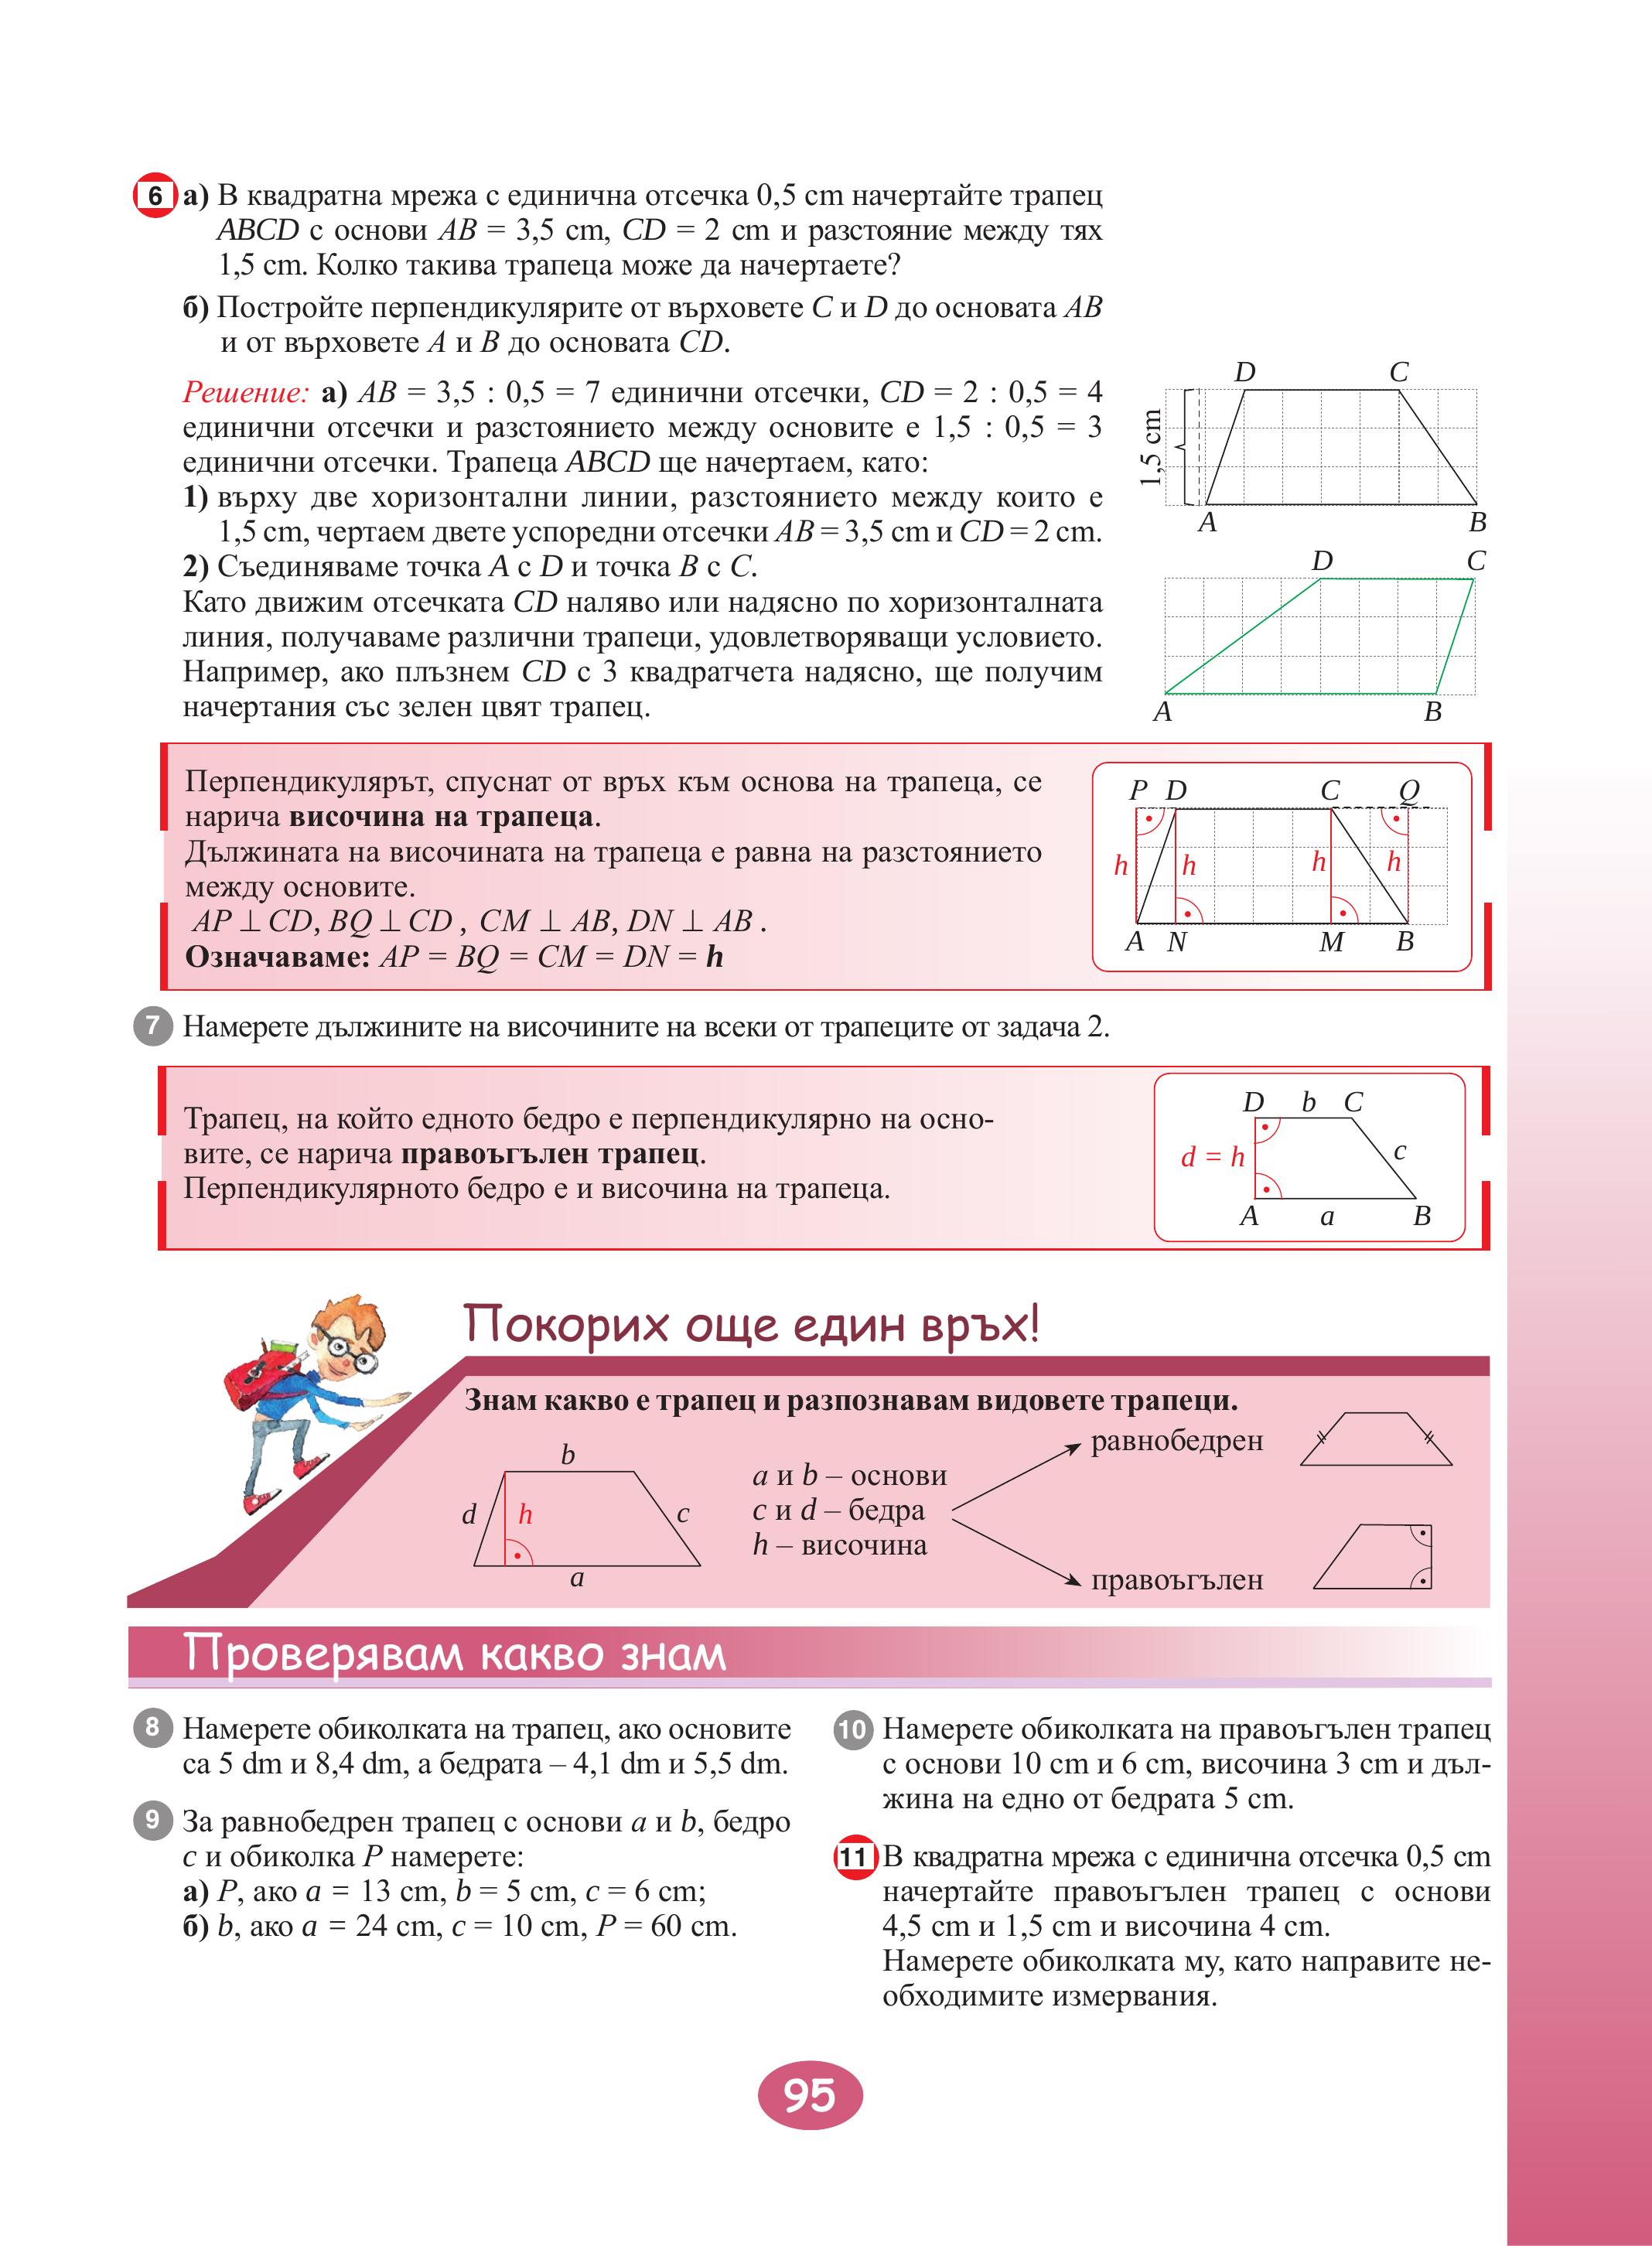 6 а) В квадратна мрежа с единична отсечка 0,5 cm начертайте трапец
ABCD с основи AB = 3,5 cm, CD = 2 cm и разстояние между тях
1,5 cm. Колко такива трапеца може да начертаете?
б) Постройте перпендикулярите от върховете C и D до основата AB
и от върховете A и B до основата CD.
Решение: а) AB = 3,5 : 0,5 = 7 единични отсечки, CD = 2 : 0,5 = 4
единични отсечки и разстоянието между основите е 1,5 : 0,5 = 3
единични отсечки. Трапеца ABCD ще начертаем, като:
1) върху две хоризонтални линии, разстоянието между които е
1,5 cm, чертаем двете успоредни отсечки AB = 3,5 cm и CD = 2 cm.
2) Съединяваме точка A с D и точка B с C.
Като движим отсечката CD наляво или надясно по хоризонталната
линия, получаваме различни трапеци, удовлетворяващи условието.
Например, ако плъзнем CD с 3 квадратчета надясно, ще получим
начертания със зелен цвят трапец.
D C
1,5 cm
A B
D C
A B
Перпендикулярът, спуснат от връх към основа на трапеца, се
нарича височина на трапеца.
Дължината на височината на трапеца е равна на разстоянието
между основите.
AP ⊥ CD, BQ ⊥ CD , CM ⊥ AB, DN ⊥ AB .
Означаваме: AP = BQ = CM = DN = h
P D C Q
h h h h
A N M B
7 Намерете дължините на височините на всеки от трапеците от задача 2.
Трапец, на който едното бедро е перпендикулярно на осно-
вите, се нарича правоъгълен трапец.
Перпендикулярното бедро е и височина на трапеца.
D b C
d = h c
A a B
Покорих още един връх!
Знам какво е трапец и разпознавам видовете трапеци.
b
d h c
a
a и b – основи
c и d – бедра
h – височина
равнобедрен
правоъгълен
Проверявам какво знам
8 Намерете обиколката на трапец, ако основите
са 5 dm и 8,4 dm, а бедрата – 4,1 dm и 5,5 dm.
9 За равнобедрен трапец с основи a и b, бедро
c и обиколка P намерете:
а) P, ако a = 13 cm, b = 5 cm, c = 6 cm;
б) b, ако a = 24 cm, c = 10 cm, P = 60 cm.
10 Намерете обиколката на правоъгълен трапец
с основи 10 cm и 6 cm, височина 3 cm и дъл-
жина на едно от бедрата 5 cm.
11 В квадратна мрежа с единична отсечка 0,5 cm
начертайте правоъгълен трапец с основи
4,5 cm и 1,5 cm и височина 4 cm.
Намерете обиколката му, като направите не-
обходимите измервания.
95